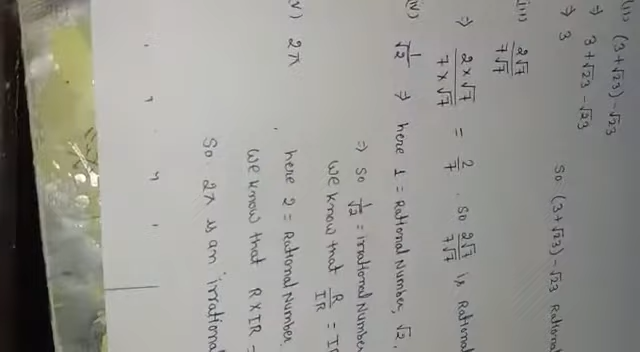 (ii) (3+√23)-√23
⇒ 3+√23-√23
⇒ 3 so (3+√23)-√23 Rational
(iii) 2√7/7√7
⇒ 2×√7/7×√7 = 2/7 . so 2√7/7√7 is Rational
(iv) 1/√2 ⇒ here 1 = Rational Number, √2
⇒ so 1/√2 = irrational Number
we know that R/IR = I
(v) 2π here 2 = Rational Number.
we know that R×IR =
So 2π is an irrational